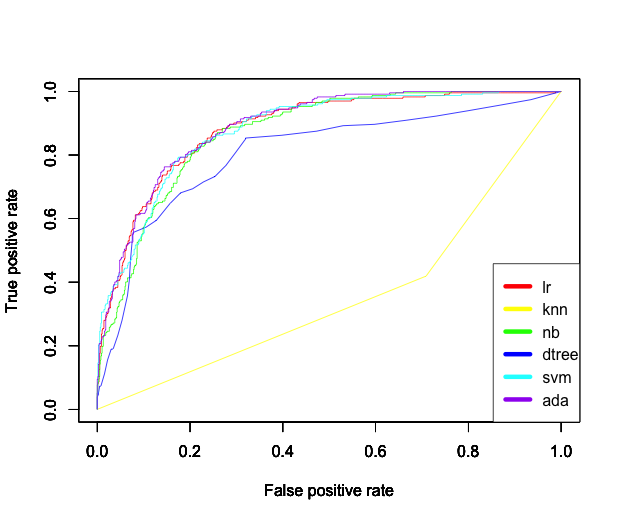 1.0
0.8
0.6
0.4
0.2
0.0
True positive rate
lr
knn
nb
dtree
svm
ada
0.0 0.2 0.4 0.6 0.8 1.0
False positive rate